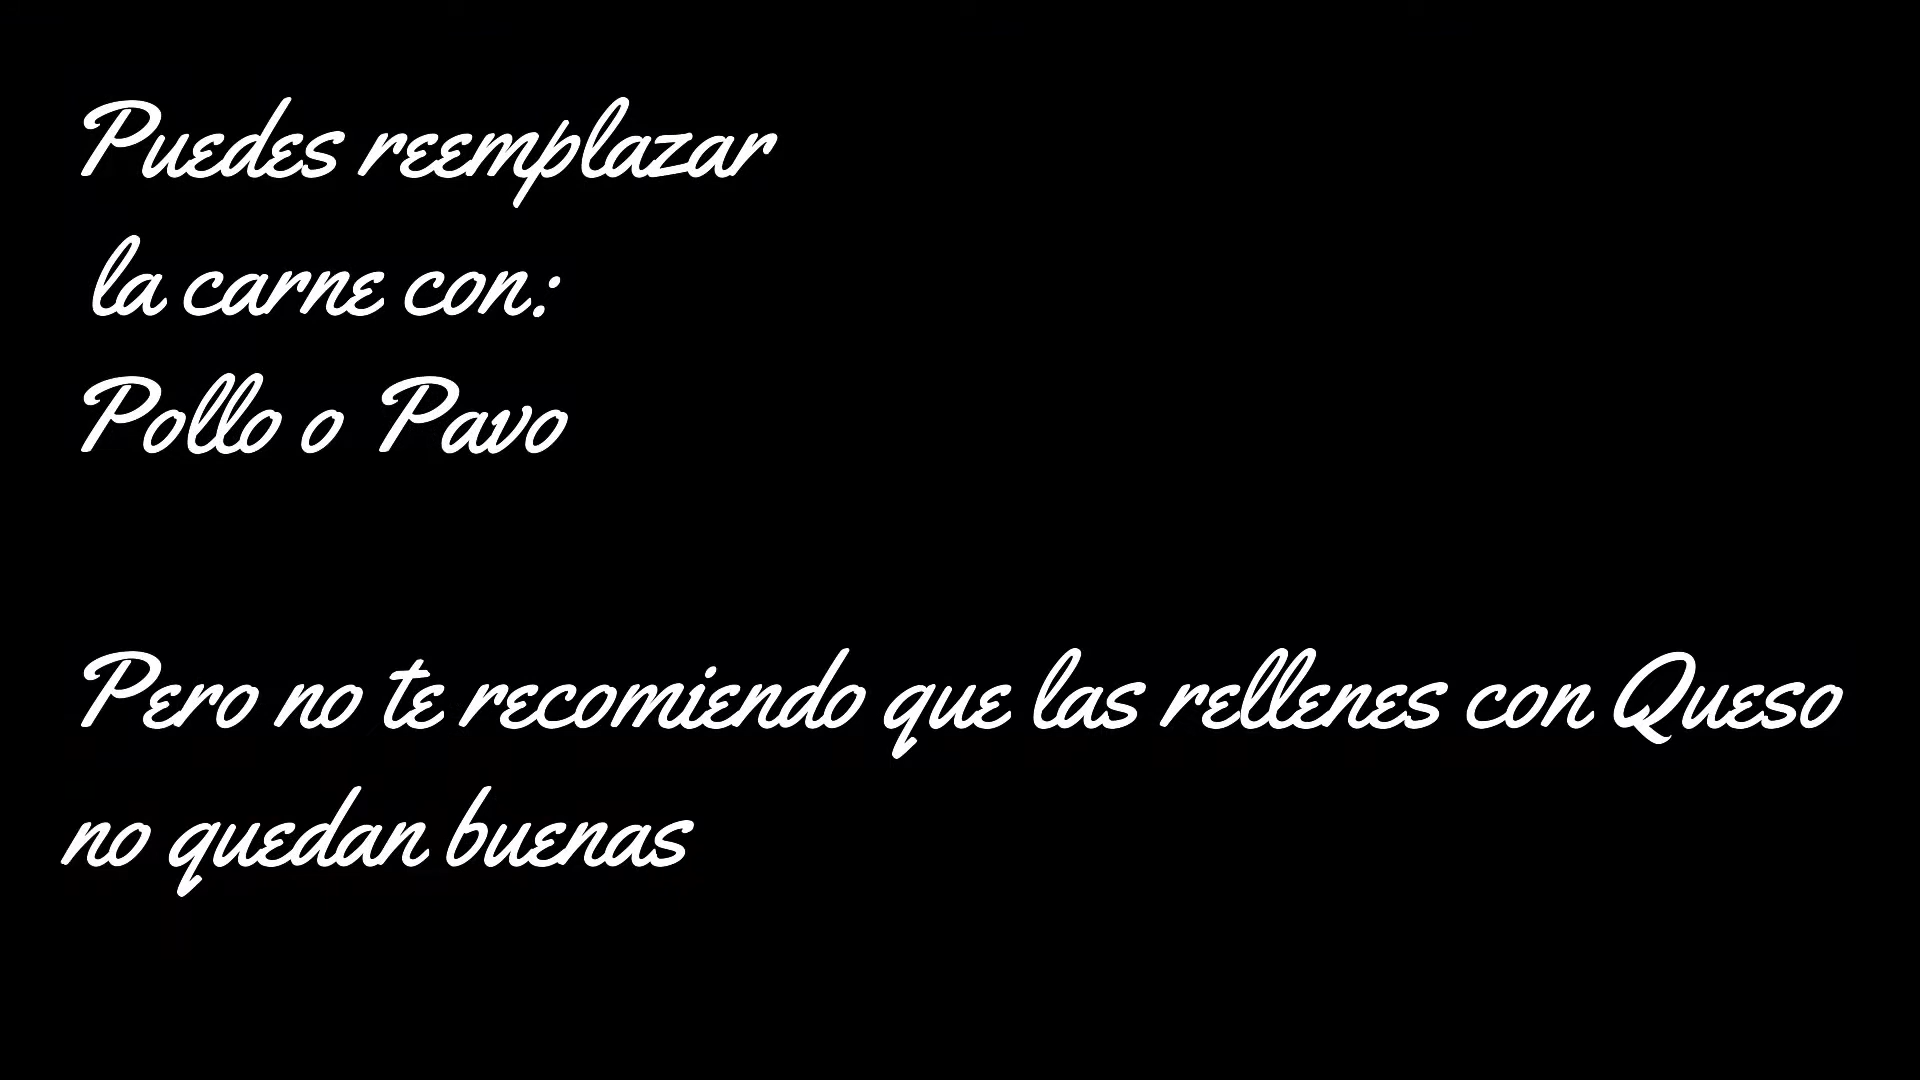 Puedes reemplazar
la carne con:
Pollo o Pavo
Pero no te recomiendo que las rellenes con Queso
no quedan buenas